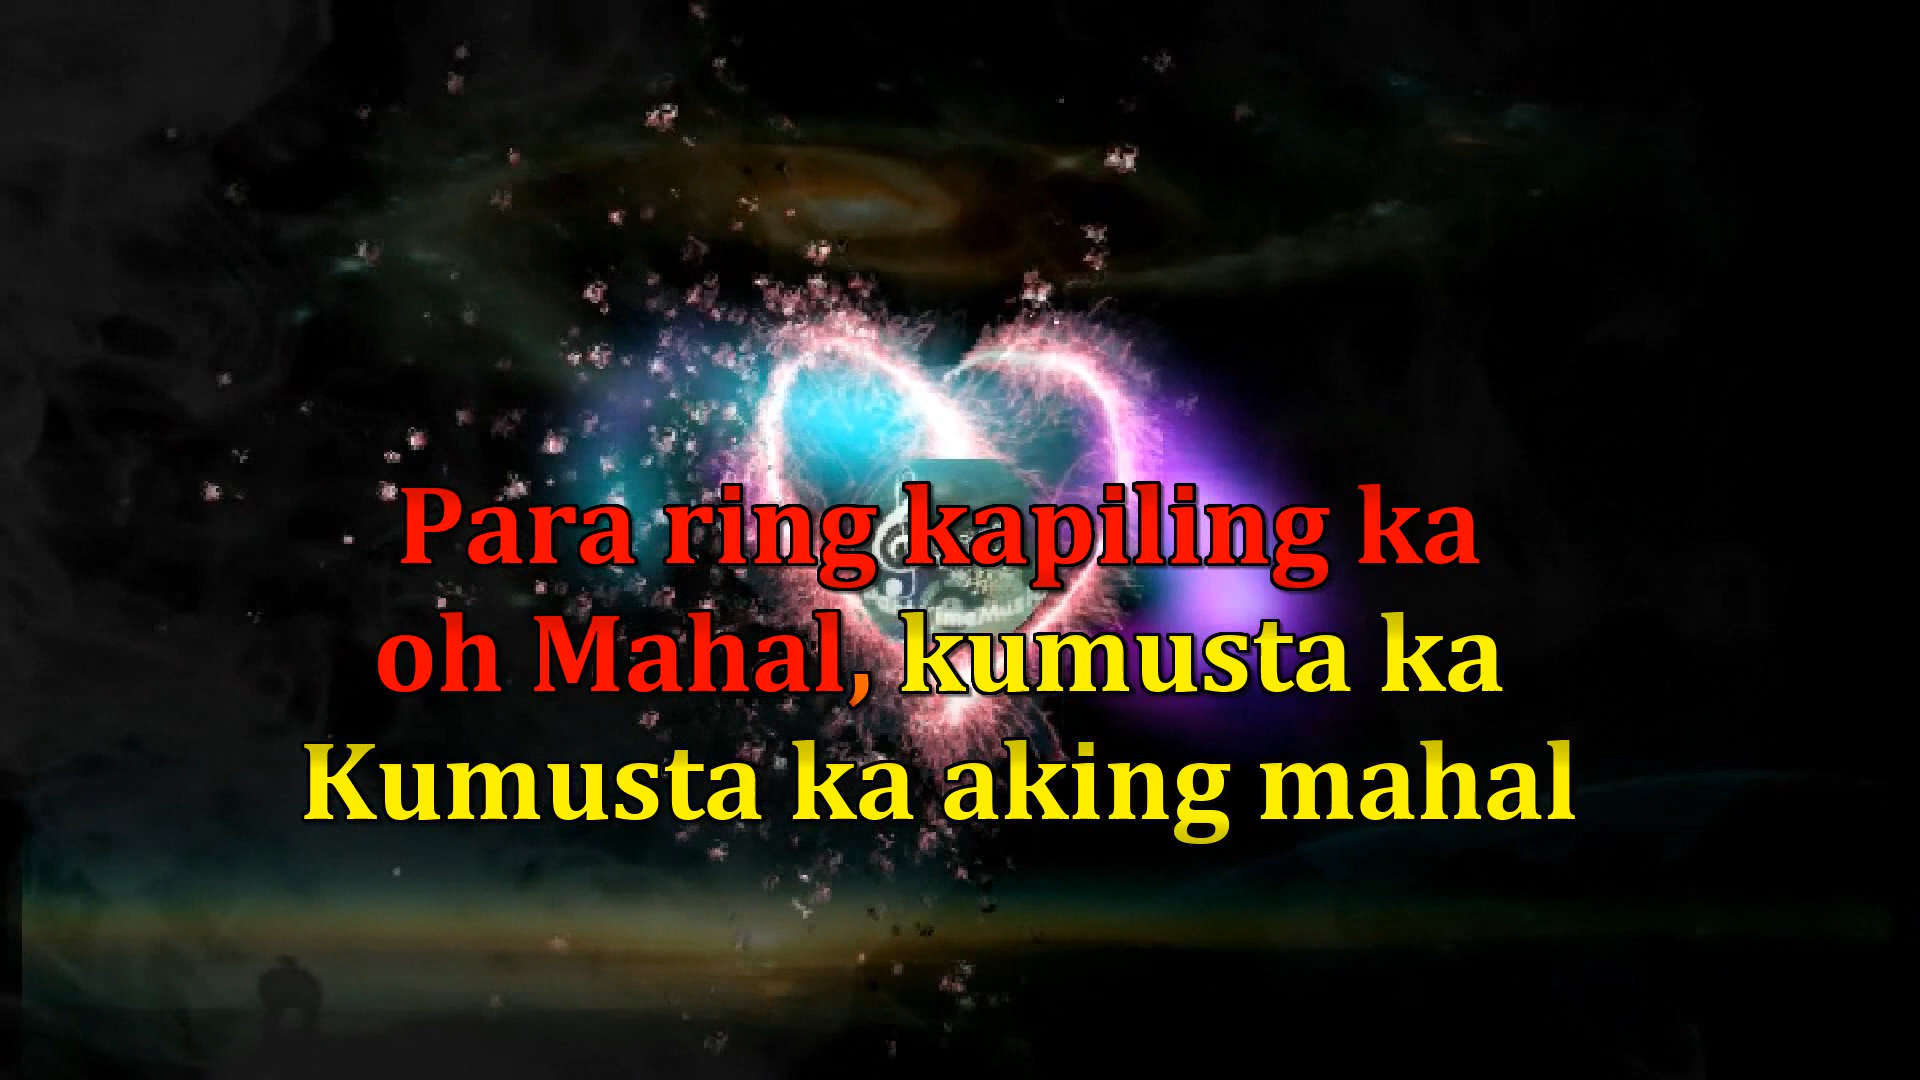 Para ring kapiling ka
oh Mahal, kumusta ka
Kumusta ka aking mahal